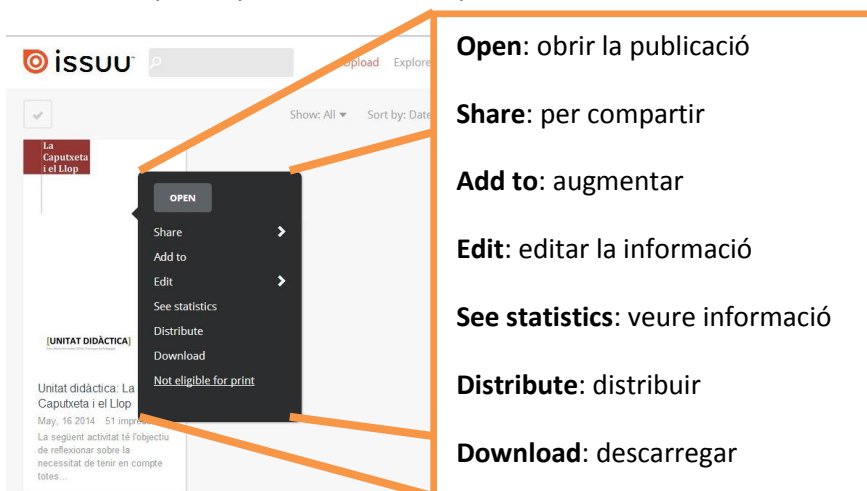 issuu
Upload Explore
Show: All Sort by: Date
La
Caputxeta
i el Llop
OPEN
Share
Add to
Edit
See statistics
Distribute
Download
Not eligible for print
[UNITAT DIDÀCTICA]
Unitat didàctica: La
Caputxeta i el Llop
May, 16 2014 51
La següent activitat té l'objectiu
de reflexionar sobre la
necessitat de tenir en compte
totes...
Open: obrir la publicació
Share: per compartir
Add to: augmentar
Edit: editar la informació
See statistics: veure informació
Distribute: distribuir
Download: descarregar